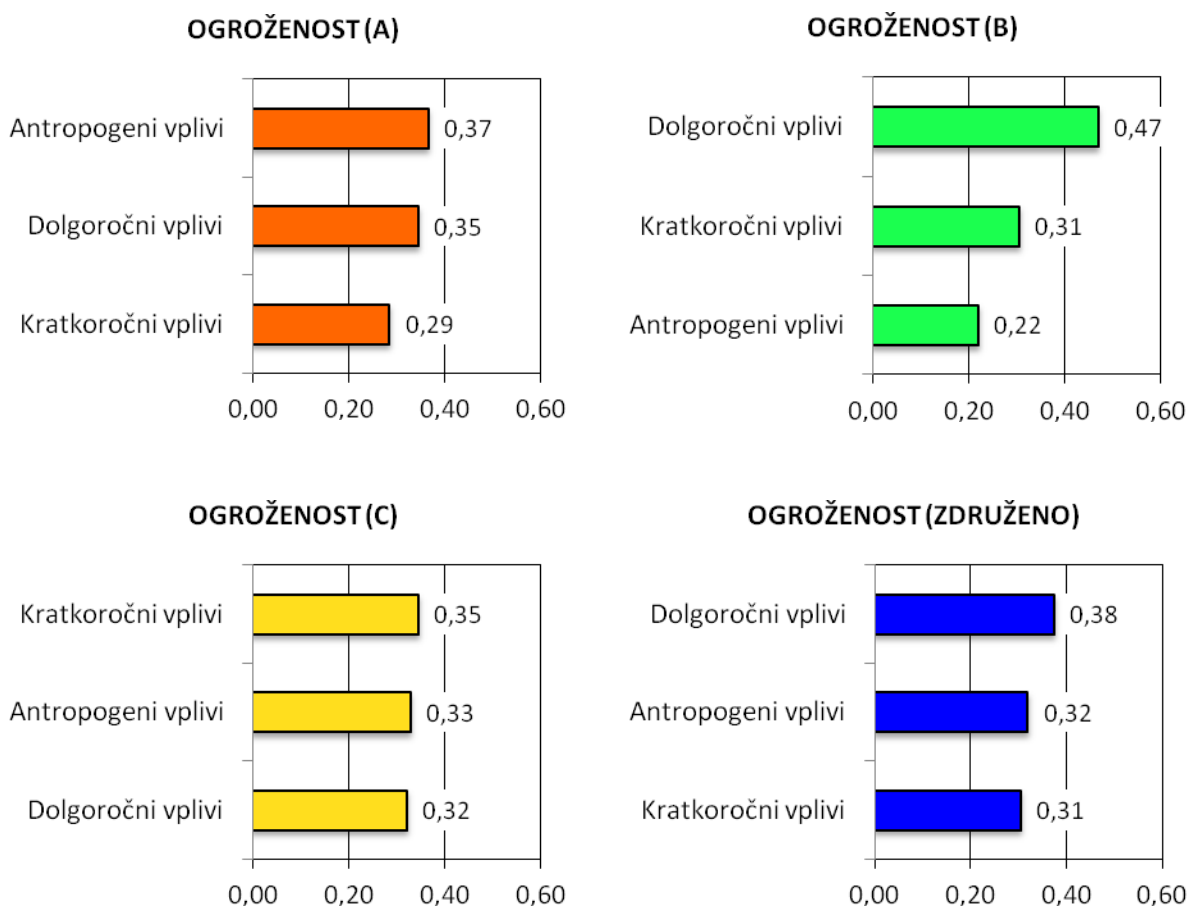 OGROŽENOST (A)
Antropogeni vplivi
0,37
Dolgoročni vplivi
0,35
Kratkoročni vplivi
0,29
0,00 0,20 0,40 0,60
OGROŽENOST (B)
Dolgoročni vplivi
0,47
Kratkoročni vplivi
0,31
Antropogeni vplivi
0,22
0,00 0,20 0,40 0,60
OGROŽENOST (C)
Kratkoročni vplivi
0,35
Antropogeni vplivi
0,33
Dolgoročni vplivi
0,32
0,00 0,20 0,40 0,60
OGROŽENOST (ZDRUŽENO)
Dolgoročni vplivi
0,38
Antropogeni vplivi
0,32
Kratkoročni vplivi
0,31
0,00 0,20 0,40 0,60